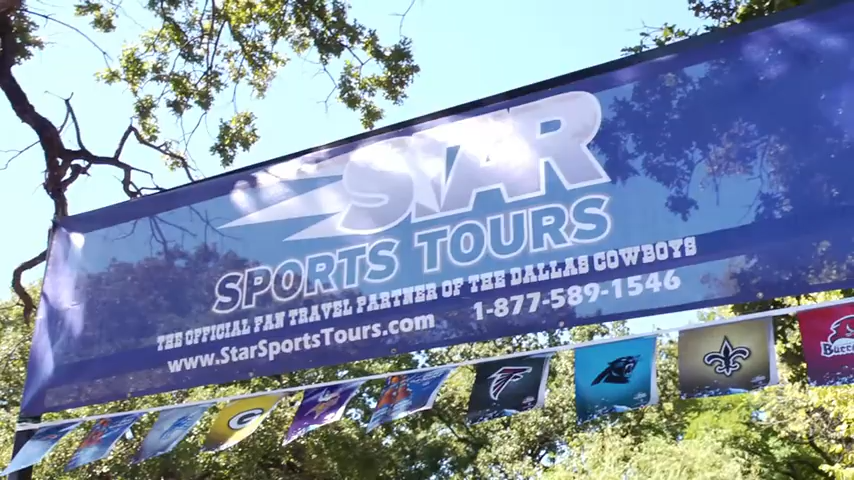 STAR
SPORTS TOURS
THE OFFICIAL FAN TRAVEL PARTNER OF THE DALLAS COWBOYS
www.StarSportsTours.com 1-877-589-1546
G